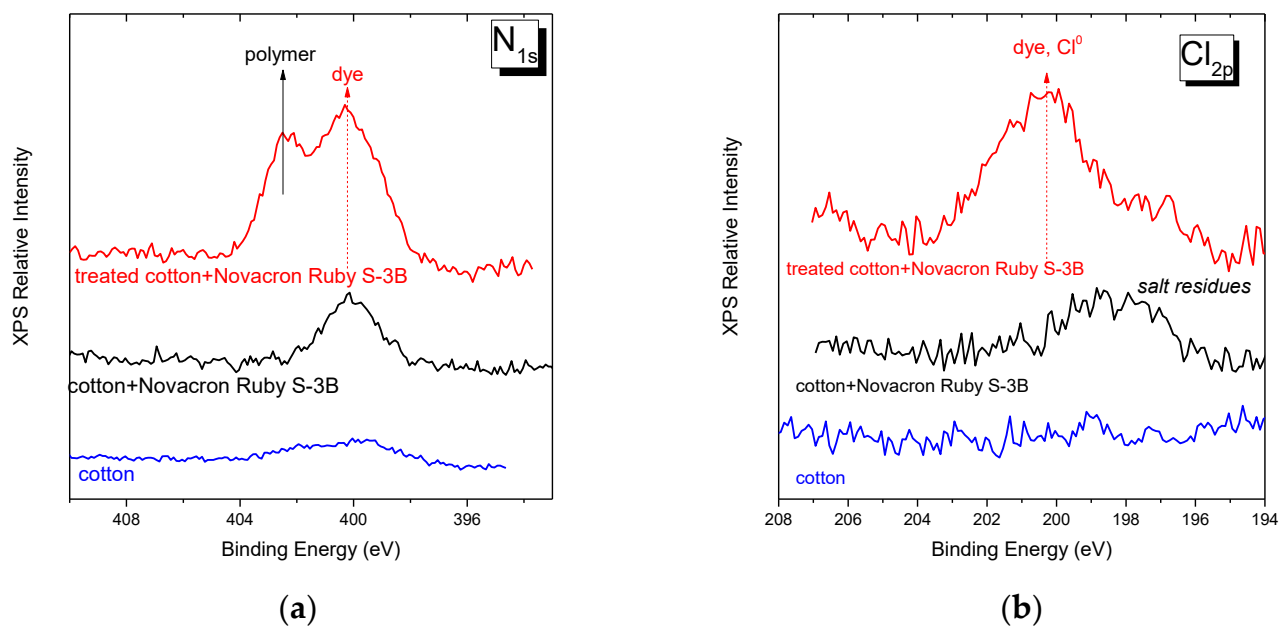 N1s
polymer
dye
XPS Relative Intensity
treated cotton+Novacron Ruby S-3B
cotton+Novacron Ruby S-3B
cotton
408 404 400 396
Binding Energy (eV)
(a)
Cl2p
dye, Cl0
XPS Relative Intensity
treated cotton+Novacron Ruby S-3B
salt residues
cotton+Novacron Ruby S-3B
cotton
208 206 204 202 200 198 196 194
Binding Energy (eV)
(b)